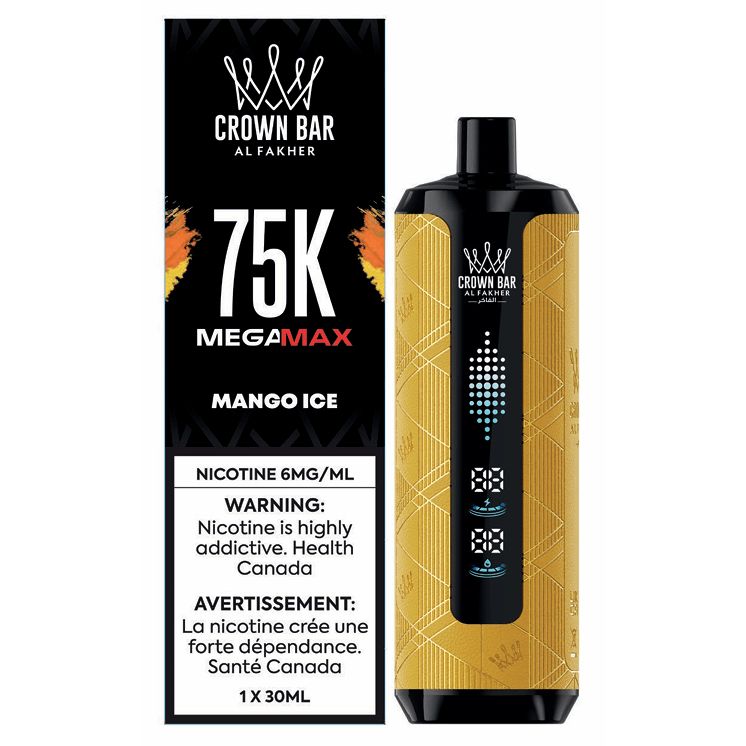 CROWN BAR
AL FAKHER
75K
MEGAMAX
MANGO ICE
NICOTINE 6MG/ML
WARNING:
Nicotine is highly
addictive. Health
Canada
AVERTISSEMENT:
La nicotine crée une
forte dépendance.
Santé Canada
1 X 30ML
CROWN BAR
AL FAKHER
الفاخر
88
88